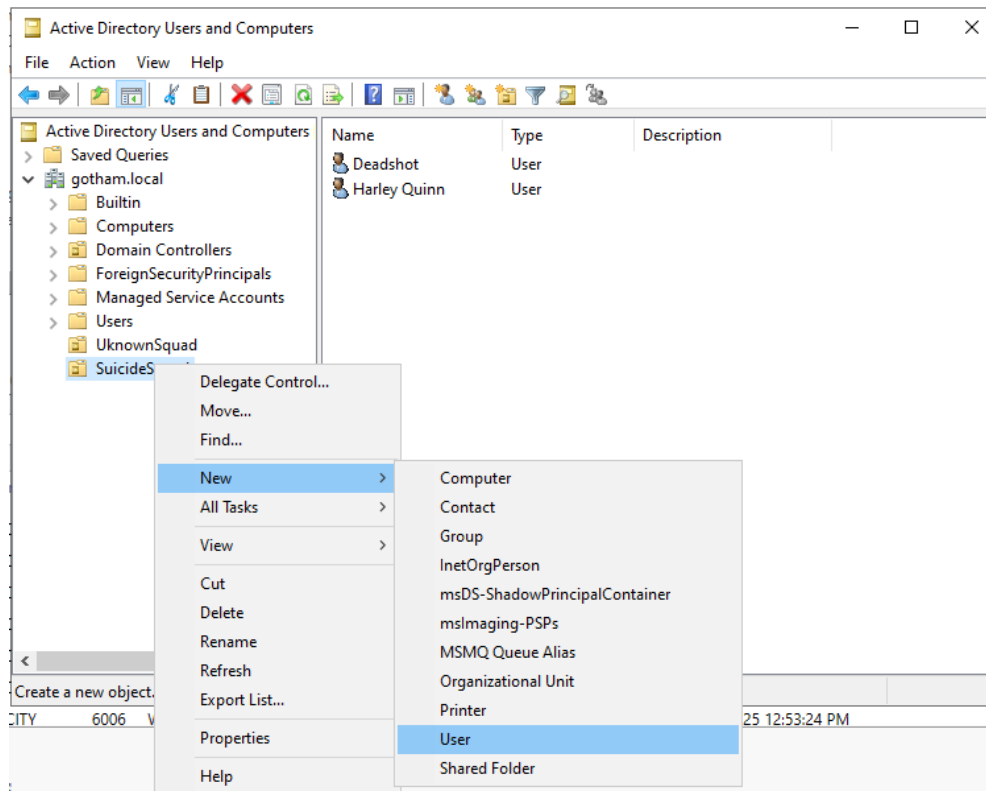 Active Directory Users and Computers
File Action View Help
Active Directory Users and Computers
Saved Queries
gotham.local
Builtin
Computers
Domain Controllers
ForeignSecurityPrincipals
Managed Service Accounts
Users
UknownSquad
SuicideS
Name Type Description
Deadshot User
Harley Quinn User
Delegate Control...
Move...
Find...
New
All Tasks
View
Cut
Delete
Rename
Refresh
Export List...
Properties
Help
Computer
Contact
Group
InetOrgPerson
msDS-ShadowPrincipalContainer
msImaging-PSPs
MSMQ Queue Alias
Organizational Unit
Printer
User
Shared Folder
Create a new object.
CITY 6006 25 12:53:24 PM